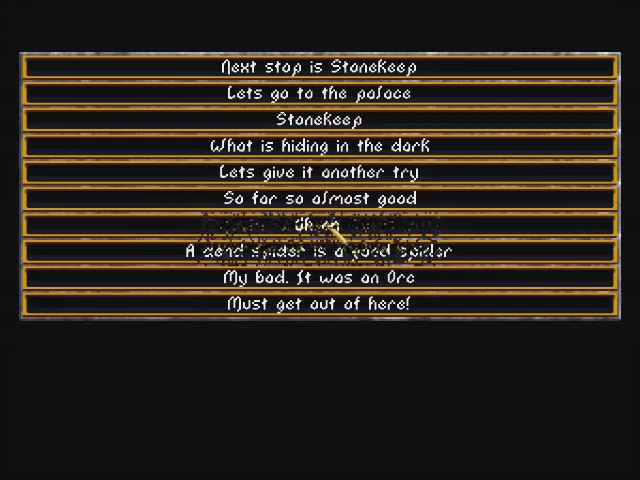 Next stop is StoneKeep
Lets go to the palace
StoneKeep
What is hiding in the dark
Lets give it another try
So far so almost good
Oh no
A dead spider is a good spider
My bad. It was an Orc
Must get out of here!